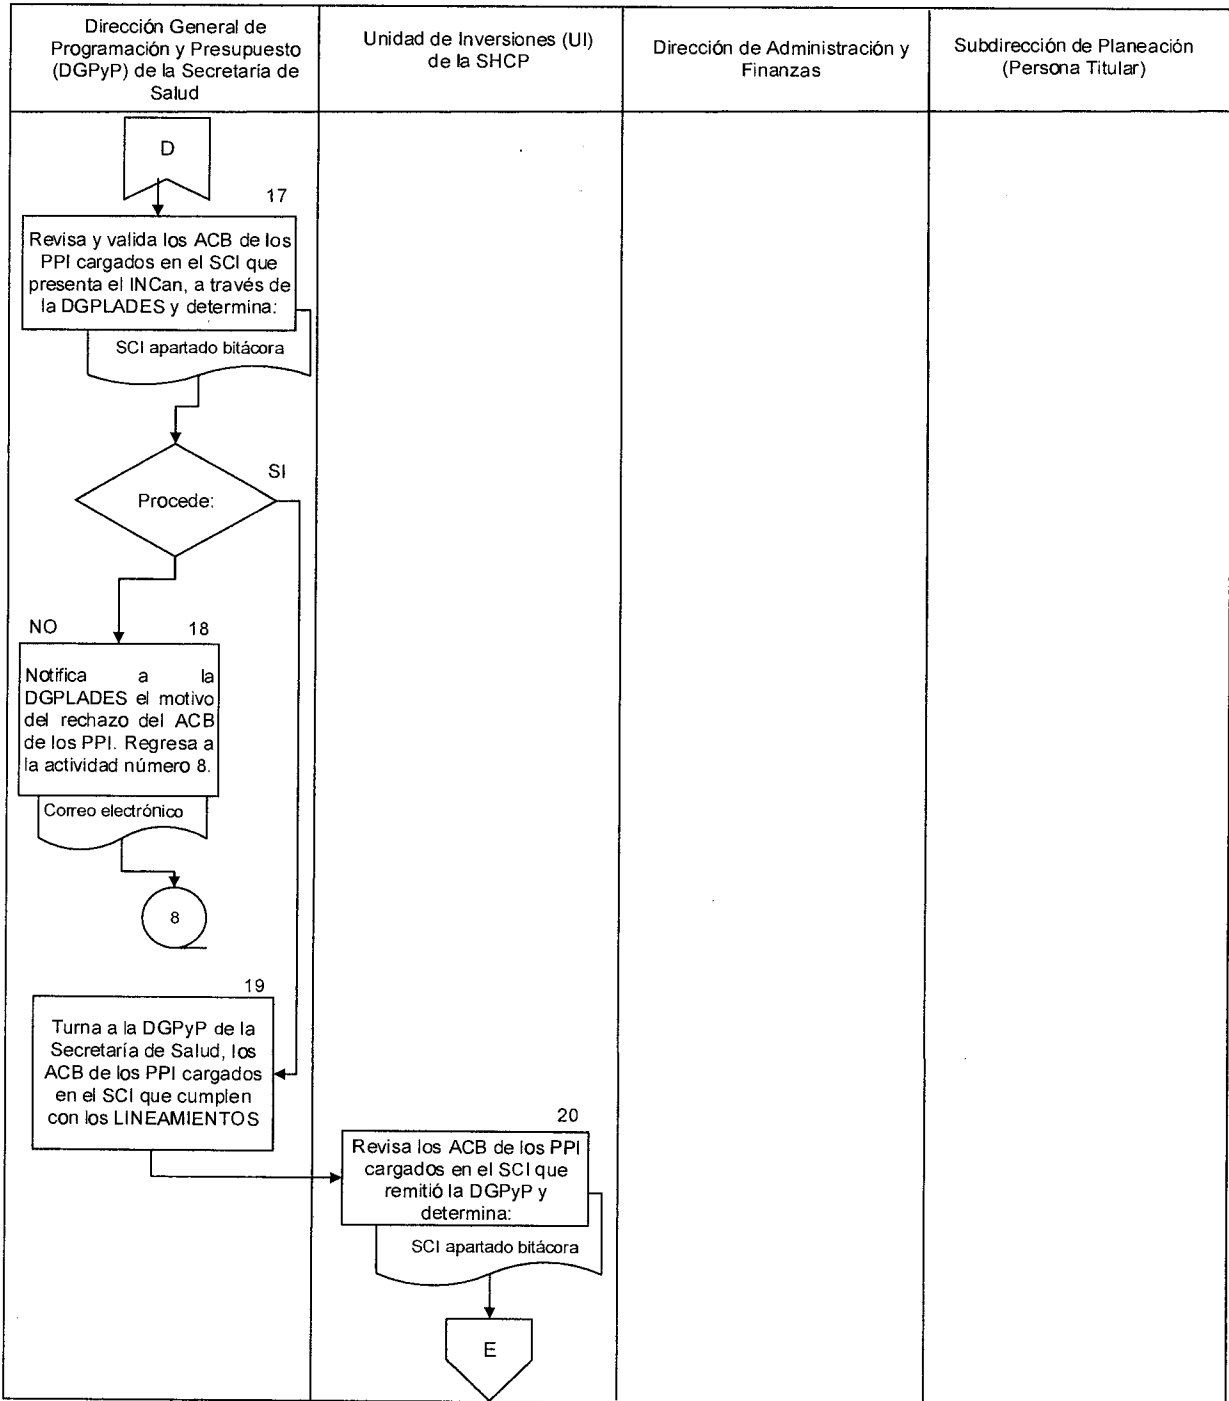 Dirección General de
Programación y Presupuesto
(DGPyP) de la Secretaría de
Salud
Unidad de Inversiones (UI)
de la SHCP
Dirección de Administración y
Finanzas
Subdirección de Planeación
(Persona Titular)
D
17
Revisa y valida los ACB de los
PPI cargados en el SCI que
presenta el INCan, a través de
la DGPLADES y determina:
SCI apartado bitácora
SI
Procede:
NO
18
Notifica a la
DGPLADES el motivo
del rechazo del ACB
de los PPI. Regresa a
la actividad número 8.
Correo electrónico
8
19
Turna a la DGPyP de la
Secretaría de Salud, los
ACB de los PPI cargados
en el SCI que cumplen
con los LINEAMIENTOS
20
Revisa los ACB de los PPI
cargados en el SCI que
remitió la DGPyP y
determina:
SCI apartado bitácora
E